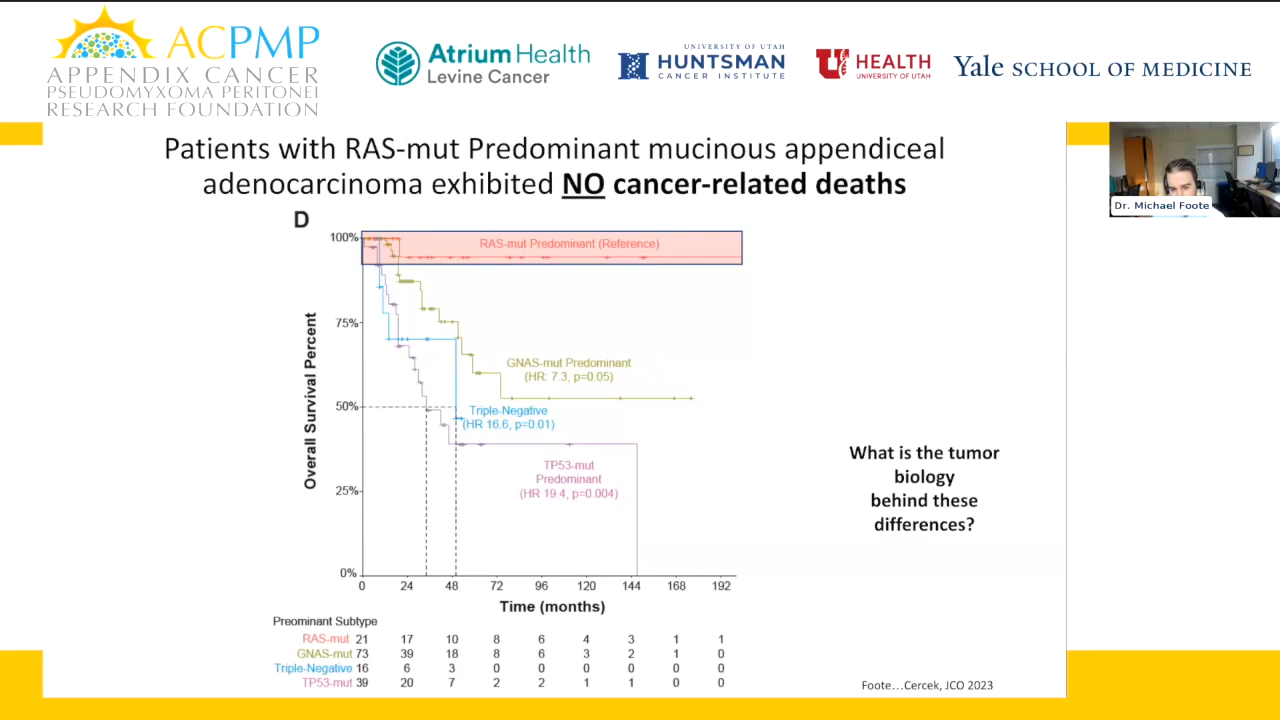 ACPMP
APPENDIX CANCER
PSEUDOMYXOMA PERITONEI
RESEARCH FOUNDATION
Atrium Health
Levine Cancer
UNIVERSITY OF UTAH
HUNTSMAN
CANCER INSTITUTE
U
HEALTH
UNIVERSITY OF UTAH
Yale SCHOOL OF MEDICINE
Dr. Michael Foote
Patients with RAS-mut Predominant mucinous appendiceal
adenocarcinoma exhibited NO cancer-related deaths
D
Overall Survival Percent
100%
75%
50%
25%
0%
RAS-mut Predominant (Reference)
GNAS-mut Predominant
(HR: 7.3, p=0.05)
Triple-Negative
(HR 16.6, p=0.01)
TP53-mut
Predominant
(HR 19.4, p=0.004)
0 24 48 72 96 120 144 168 192
Time (months)
Preominant Subtype
RAS-mut 21 17 10 8 6 4 3 1 1
GNAS-mut 73 39 18 8 6 3 2 1 0
Triple-Negative 16 6 3 0 0 0 0 0 0
TP53-mut 39 20 7 2 2 1 1 0 0
What is the tumor
biology
behind these
differences?
Foote...Cercek, JCO 2023